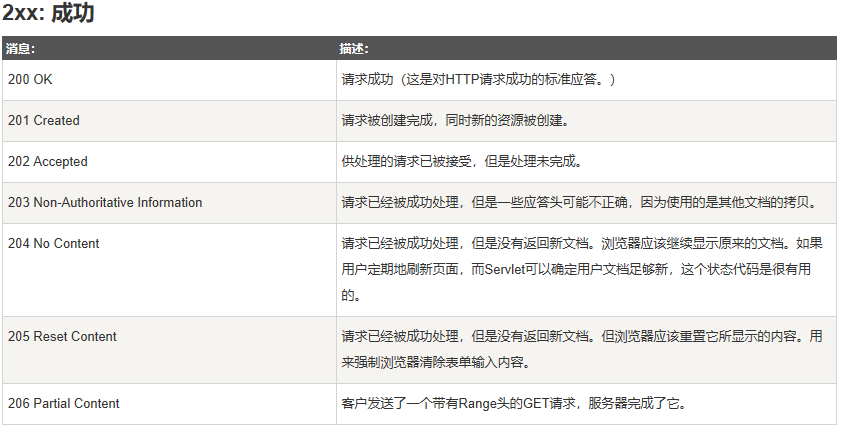 2xx: 成功
消息： 描述：
200 OK 请求成功（这是对HTTP请求成功的标准应答。）
201 Created 请求被创建完成，同时新的资源被创建。
202 Accepted 供处理的请求已被接受，但是处理未完成。
203 Non-Authoritative Information 请求已经被成功处理，但是一些应答头可能不正确，因为使用的是其他文档的拷贝。
204 No Content 请求已经被成功处理，但是没有返回新文档。浏览器应该继续显示原来的文档。如果
用户定期地刷新页面，而Servlet可以确定用户文档足够新，这个状态代码是很有用
的。
205 Reset Content 请求已经被成功处理，但是没有返回新文档。但浏览器应该重置它所显示的内容。用
来强制浏览器清除表单输入内容。
206 Partial Content 客户发送了一个带有Range头的GET请求，服务器完成了它。